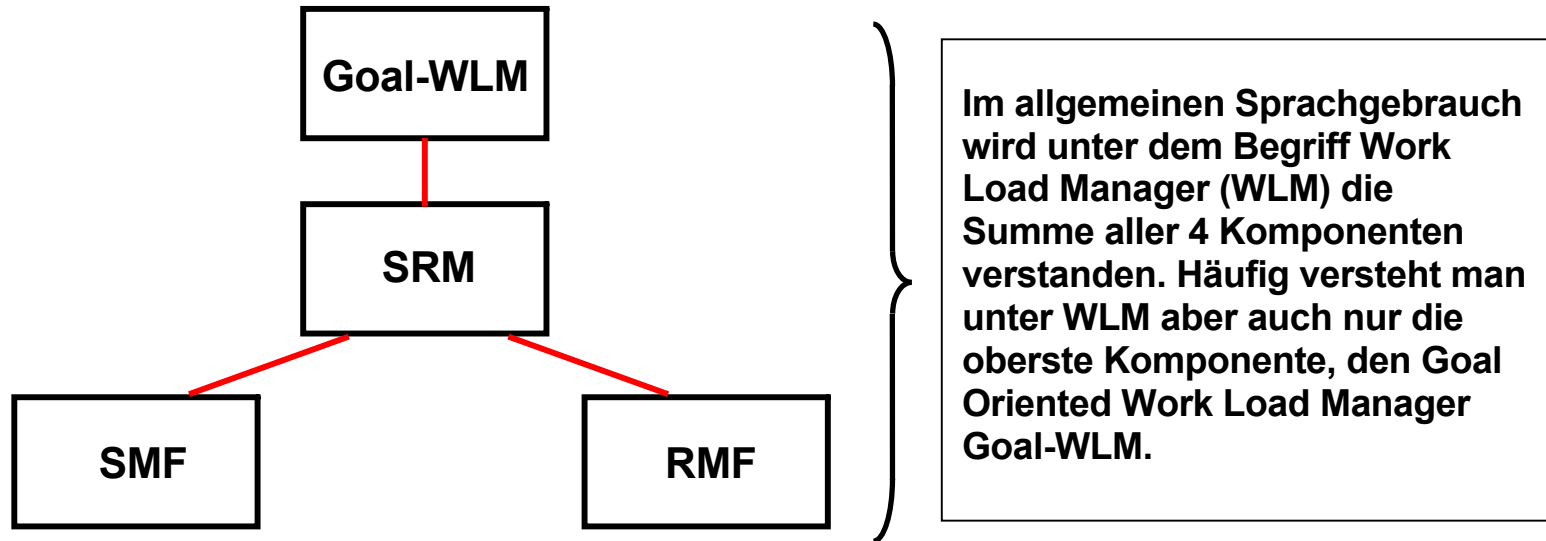 Goal-WLM
SRM
SMF
RMF
Im allgemeinen Sprachgebrauch
wird unter dem Begriff Work
Load Manager (WLM) die
Summe aller 4 Komponenten
verstanden. Häufig versteht man
unter WLM aber auch nur die
oberste Komponente, den Goal
Oriented Work Load Manager
Goal-WLM.